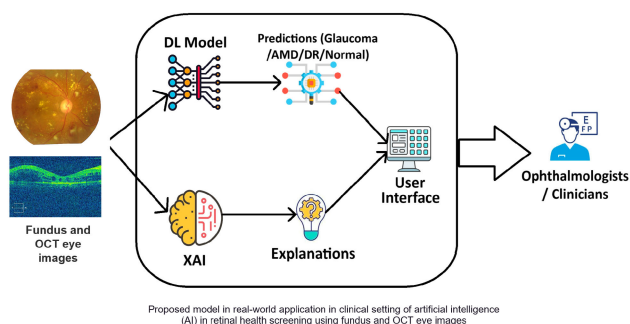 DL Model
Predictions (Glaucoma
/AMD/DR/Normal)
Fundus and
OCT eye
images
XAI
Explanations
User
Interface
E
FP
Ophthalmologists
/ Clinicians
Proposed model in real-world application in clinical setting of artificial intelligence
(AI) in retinal health screening using fundus and OCT eye images